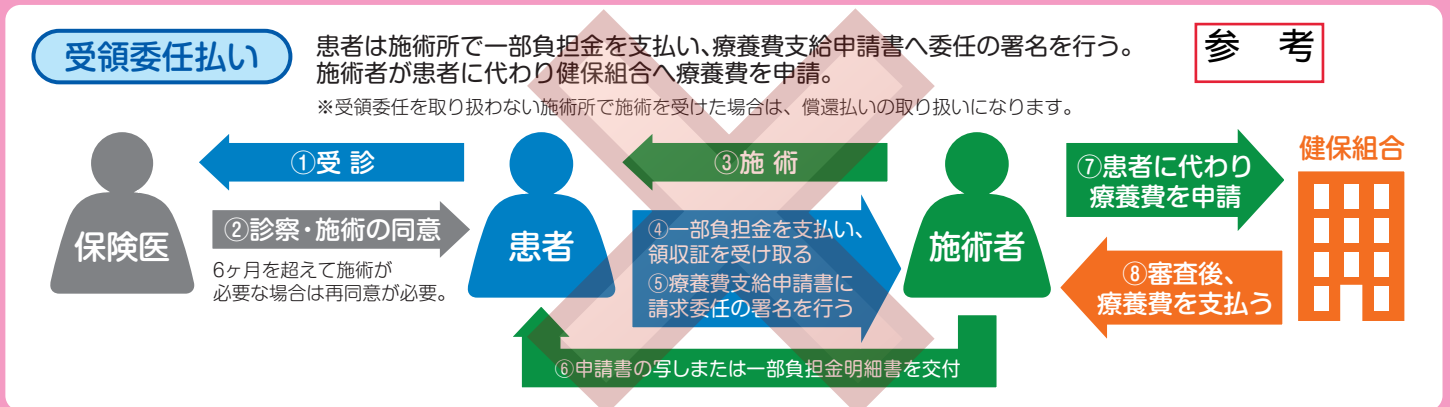 受領委任払い
患者は施術所で一部負担金を支払い、療養費支給申請書へ委任の署名を行う。
施術者が患者に代わり健保組合へ療養費を申請。
※受領委任を取り扱わない施術所で施術を受けた場合は、償還払いの取り扱いになります。
参 考
保険医
①受 診
②診察・施術の同意
6ヶ月を超えて施術が
必要な場合は再同意が必要。
患者
③施 術
④一部負担金を支払い、
領収証を受け取る
⑤療養費支給申請書に
請求委任の署名を行う
⑥申請書の写しまたは一部負担金明細書を交付
施術者
⑦患者に代わり
療養費を申請
⑧審査後、
療養費を支払う
健保組合